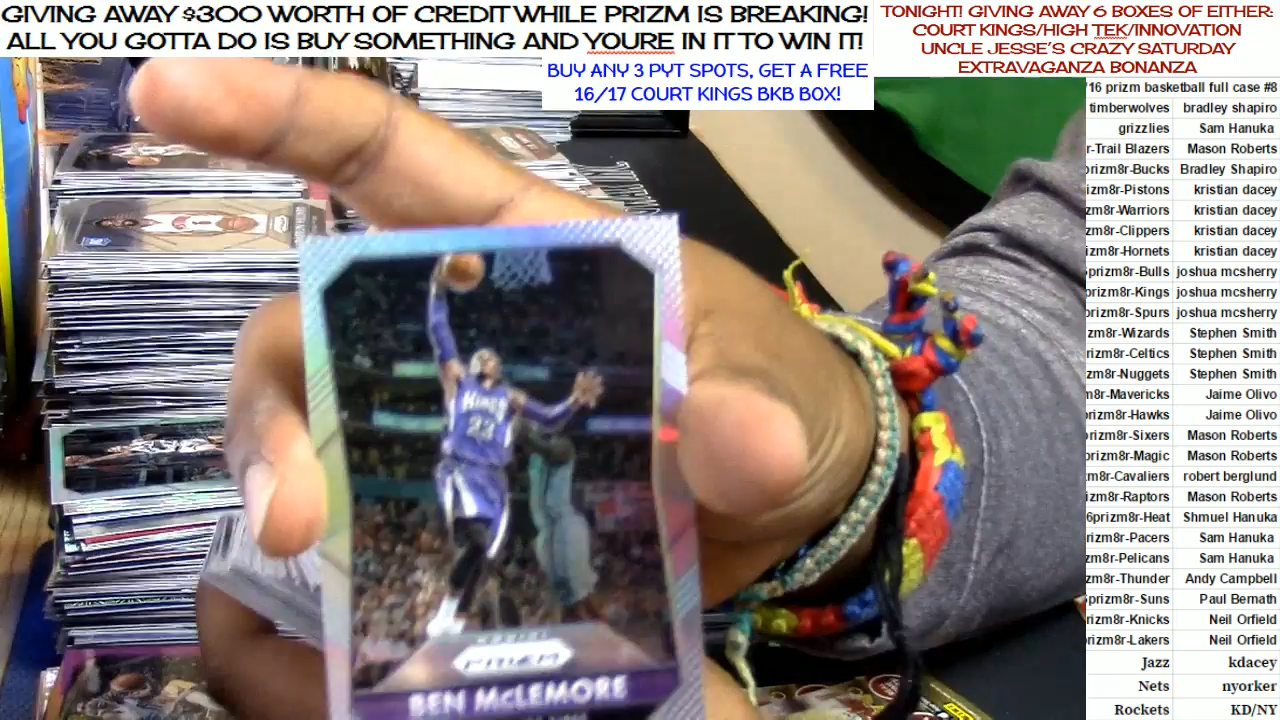 GIVING AWAY $300 WORTH OF CREDIT WHILE PRIZM IS BREAKING!
ALL YOU GOTTA DO IS BUY SOMETHING AND YOURE IN IT TO WIN IT!
BUY ANY 3 PYT SPOTS, GET A FREE
16/17 COURT KINGS BKB BOX!
TONIGHT! GIVING AWAY 6 BOXES OF EITHER:
COURT KINGS/HIGH TEK/INNOVATION
UNCLE JESSE'S CRAZY SATURDAY
EXTRAVAGANZA BONANZA
/16 prizm basketball full case #8
timberwolves bradley shapiro
grizzlies Sam Hanuka
r-Trail Blazers Mason Roberts
prizm8r-Bucks Bradley Shapiro
izm8r-Pistons kristian dacey
zm8r-Warriors kristian dacey
zm8r-Clippers kristian dacey
zm8r-Hornets kristian dacey
prizm8r-Bulls joshua mcsherry
prizm8r-Kings joshua mcsherry
prizm8r-Spurs joshua mcsherry
zm8r-Wizards Stephen Smith
rizm8r-Celtics Stephen Smith
zm8r-Nuggets Stephen Smith
m8r-Mavericks Jaime Olivo
rizm8r-Hawks Jaime Olivo
prizm8r-Sixers Mason Roberts
prizm8r-Magic Mason Roberts
m8r-Cavaliers robert berglund
izm8r-Raptors Mason Roberts
6prizm8r-Heat Shmuel Hanuka
izm8r-Pacers Sam Hanuka
zm8r-Pelicans Sam Hanuka
zm8r-Thunder Andy Campbell
prizm8r-Suns Paul Bernath
rizm8r-Knicks Neil Orfield
rizm8r-Lakers Neil Orfield
Jazz kdacey
Nets nyorker
Rockets KD/NY
KINGS
23
PRIZM
BEN McLEMORE